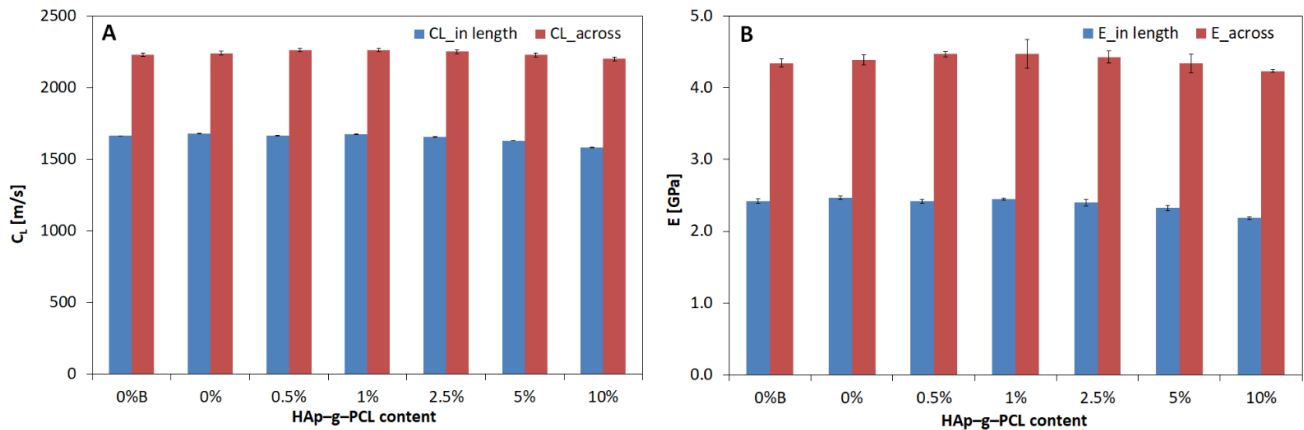 A
CL_in length CL_across
2500
2000
1500
1000
500
0
C_L [m/s]
0%B 0% 0.5% 1% 2.5% 5% 10%
HAp–g–PCL content
B
E_in length E_across
5.0
4.0
3.0
2.0
1.0
0.0
E [GPa]
0%B 0% 0.5% 1% 2.5% 5% 10%
HAp–g–PCL content